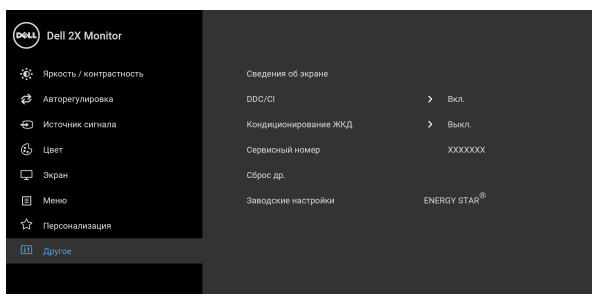 DELL Dell 2X Monitor
Яркость / контрастность
Авторегулировка
Источник сигнала
Цвет
Экран
Меню
Персонализация
Другое
Сведения об экране
DDC/CI > Вкл.
Кондиционирование ЖКД > Выкл.
Сервисный номер XXXXXXX
Сброс др.
Заводские настройки ENERGY STAR®